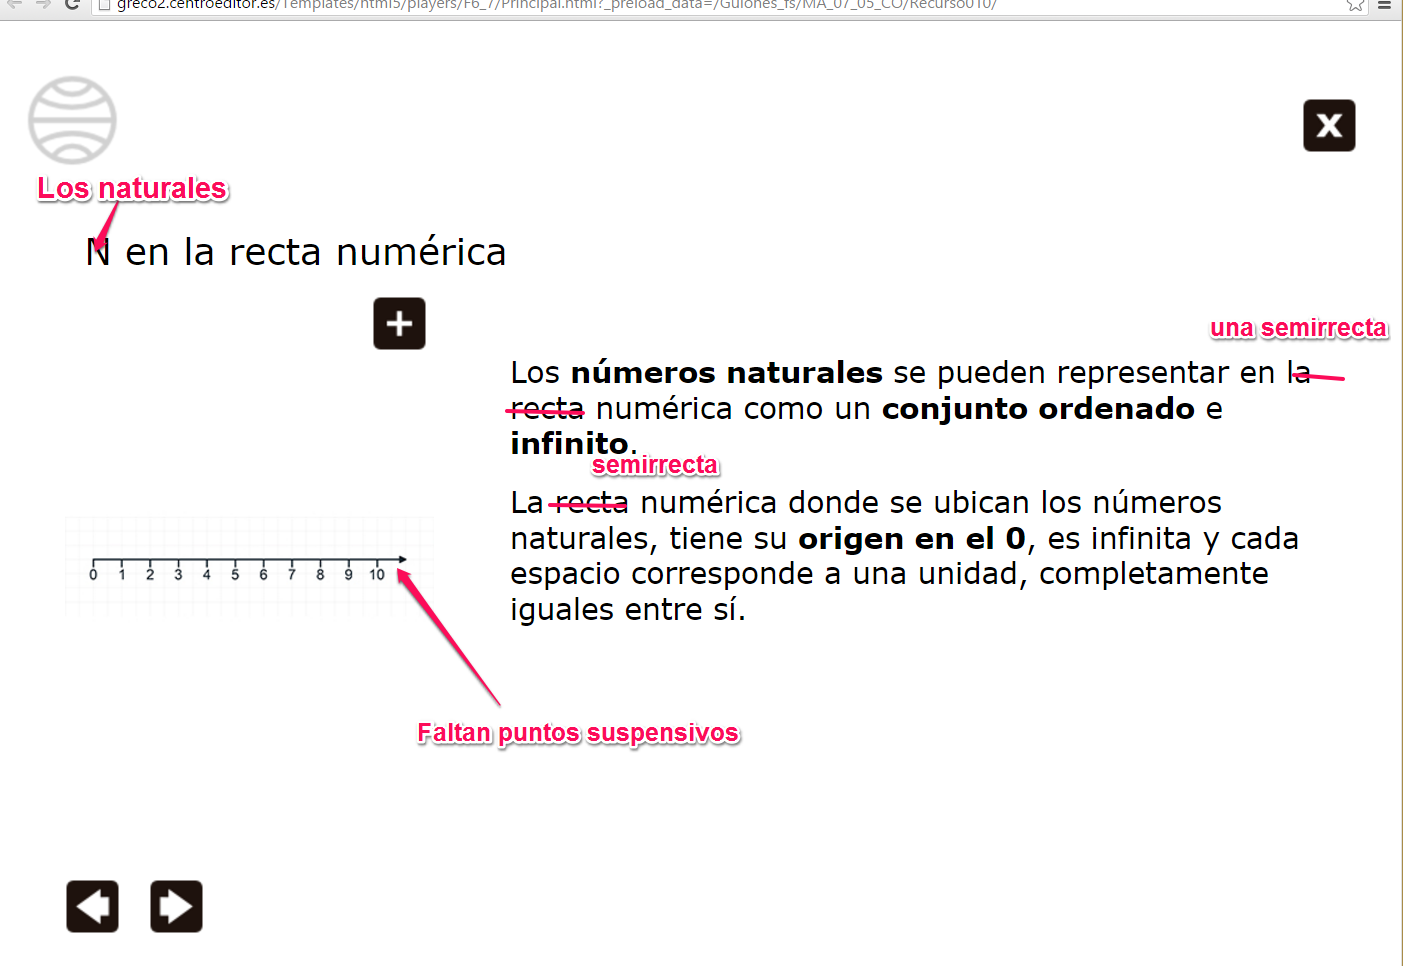 greco2.centroeditor.es/Templates/html5/players/F6_7/Principal.html?_preload_data=/Guiones_fs/MA_07_05_CO/Recurso010/
Los naturales
N en la recta numérica
una semirrecta
Los números naturales se pueden representar en la
recta numérica como un conjunto ordenado e
infinito.
semirrecta
La recta numérica donde se ubican los números
naturales, tiene su origen en el 0, es infinita y cada
espacio corresponde a una unidad, completamente
iguales entre sí.
0 1 2 3 4 5 6 7 8 9 10
Faltan puntos suspensivos